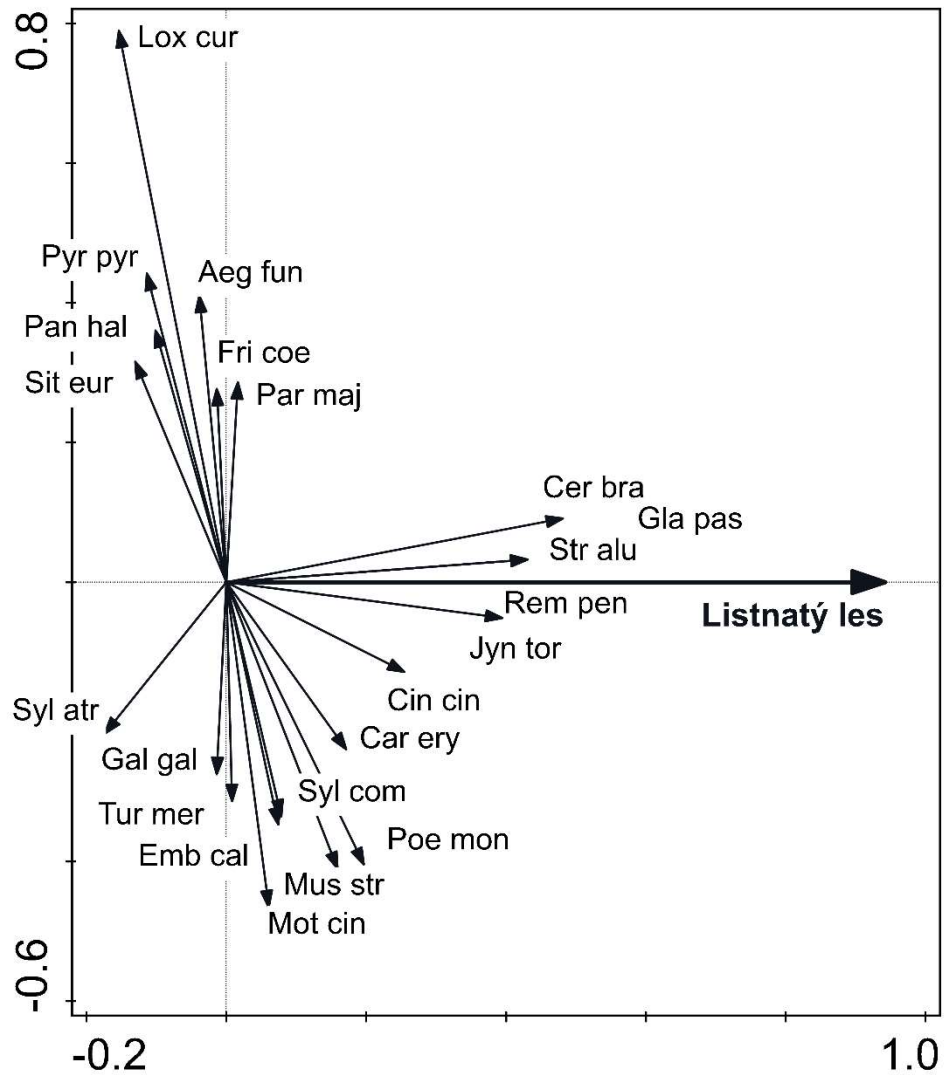 0.8
Lox cur
Pyr pyr
Aeg fun
Pan hal
Fri coe
Sit eur
Par maj
Cer bra
Gla pas
Str alu
Rem pen
Listnatý les
Jyn tor
Cin cin
Syl atr
Car ery
Gal gal
Syl com
Tur mer
Poe mon
Emb cal
Mus str
Mot cin
-0.6
-0.2
1.0